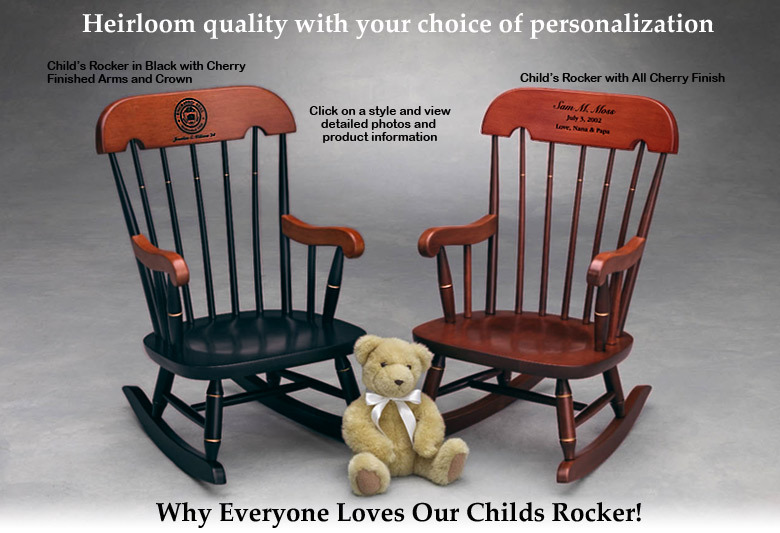 Heirloom quality with your choice of personalization
Child's Rocker in Black with Cherry
Finished Arms and Crown
Child's Rocker with All Cherry Finish
Click on a style and view
detailed photos and
product information
Sam M. Moss
July 3, 2002
Love, Nana & Papa
Why Everyone Loves Our Childs Rocker!